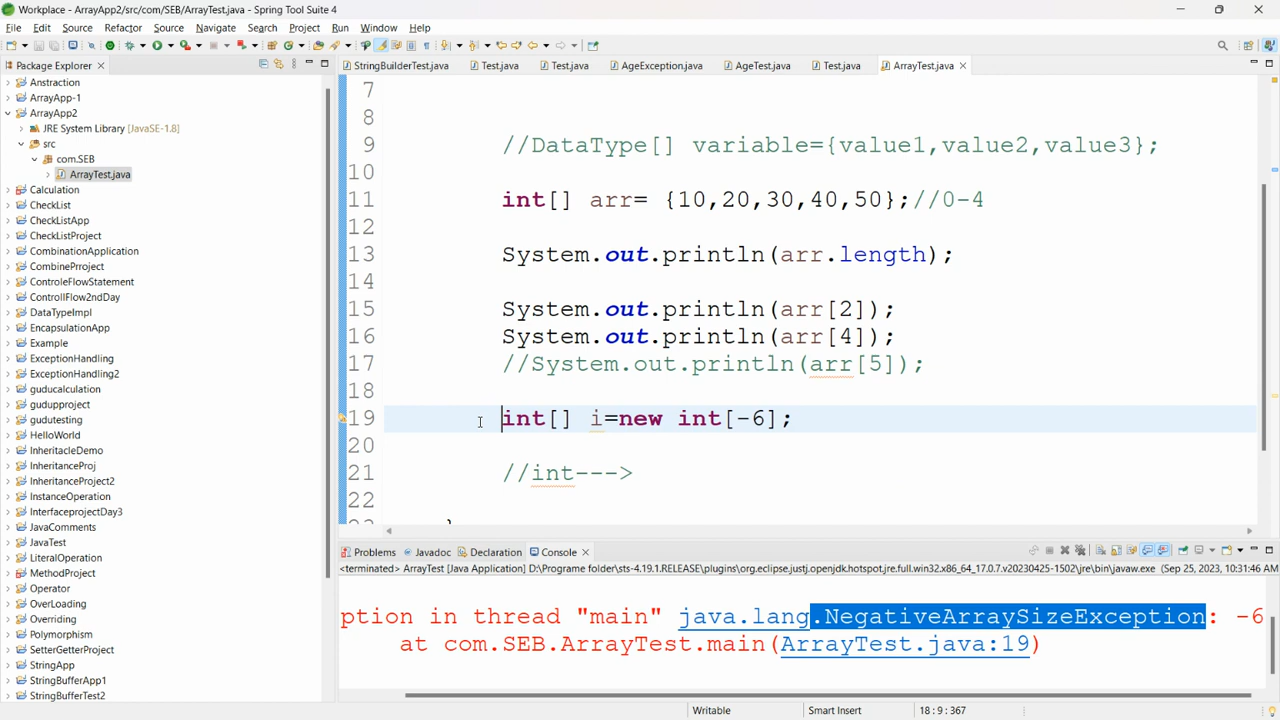 Workplace - ArrayApp2/src/com/SEB/ArrayTest.java - Spring Tool Suite 4
File Edit Source Refactor Source Navigate Search Project Run Window Help
Package Explorer
Anstraction
ArrayApp-1
ArrayApp2
JRE System Library [JavaSE-1.8]
src
com.SEB
ArrayTest.java
Calculation
CheckList
CheckListApp
CheckListProject
CombinationApplication
CombineProject
ControleFlowStatement
ControllFlow2ndDay
DataTypeImpl
EncapsulationApp
Example
ExceptionHandling
ExceptionHandling2
guducalculation
gudupproject
gudutesting
HelloWorld
InheritacleDemo
InheritanceProj
InheritanceProject2
InstanceOperation
InterfaceprojectDay3
JavaComments
JavaTest
LiteralOperation
MethodProject
Operator
OverLoading
Overriding
Polymorphism
SetterGetterProject
StringApp
StringBufferApp1
StringBufferTest2
StringBuilderTest.java Test.java Test.java AgeException.java AgeTest.java Test.java ArrayTest.java
7
8
9 //DataType[] variable={value1,value2,value3};
10
11 int[] arr= {10,20,30,40,50};//0-4
12
13 System.out.println(arr.length);
14
15 System.out.println(arr[2]);
16 System.out.println(arr[4]);
17 //System.out.println(arr[5]);
18
19 int[] i=new int[-6];
20
21 //int--->
22
23 }
Problems Javadoc Declaration Console
<terminated> ArrayTest [Java Application] D:\Programe folder\sts-4.19.1.RELEASE\plugins\org.eclipse.justj.openjdk.hotspot.jre.full.win32.x86_64_17.0.7.v20230425-1502\jre\bin\javaw.exe (Sep 25, 2023, 10:31:46 AM
ption in thread "main" java.lang.NegativeArraySizeException: -6
at com.SEB.ArrayTest.main(ArrayTest.java:19)
Writable Smart Insert 18 : 9 : 367